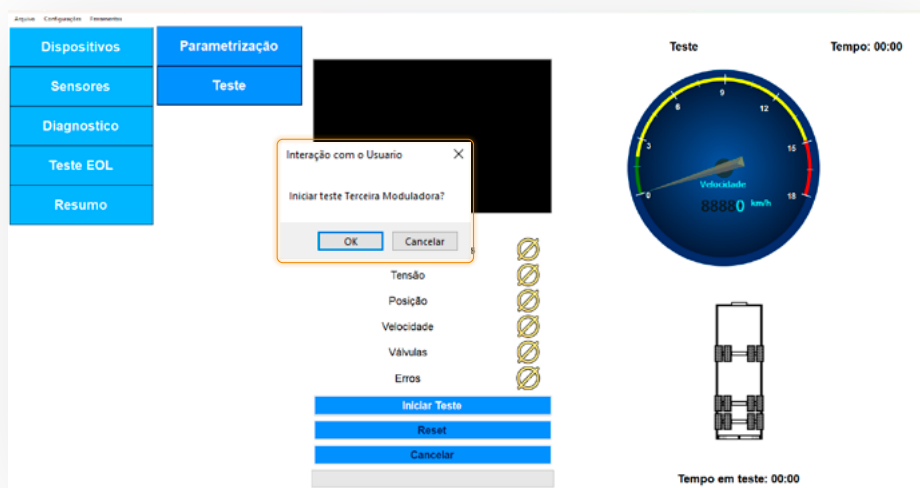 Arquivo Configurações Ferramentas
Dispositivos
Sensores
Diagnostico
Teste EOL
Resumo
Parametrização
Teste
Interação com o Usuario
Iniciar teste Terceira Moduladora?
OK Cancelar
Tensão
Posição
Velocidade
Válvulas
Erros
Iniciar Teste
Reset
Cancelar
Teste Tempo: 00:00
0
3
6
9
12
15
18
Velocidade
0 km/h
Tempo em teste: 00:00